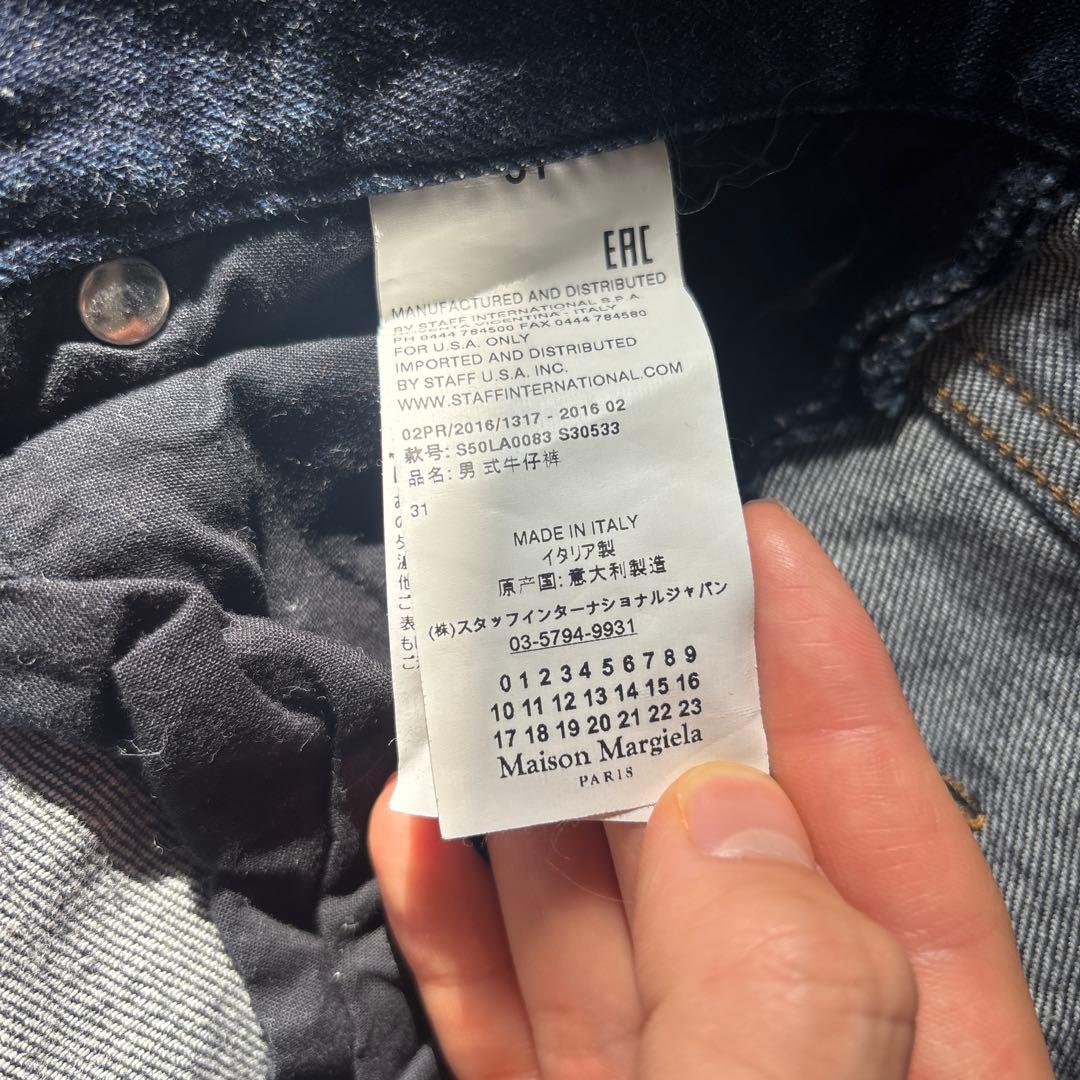 31
EAC
MANUFACTURED AND DISTRIBUTED
BY STAFF INTERNATIONAL S.P.A.
VICENTINA - ITALY
PH 0444 784500 FAX 0444 784580
FOR U.S.A. ONLY
IMPORTED AND DISTRIBUTED
BY STAFF U.S.A. INC.
WWW.STAFFINTERNATIONAL.COM
02PR/2016/1317 - 2016 02
款号: S50LA0083 S30533
品名: 男式牛仔裤
31
MADE IN ITALY
イタリア製
原产国: 意大利製造
(株)スタッフインターナショナルジャパン
03-5794-9931
0 1 2 3 4 5 6 7 8 9
10 11 12 13 14 15 16
17 18 19 20 21 22 23
Maison Margiela
PARIS